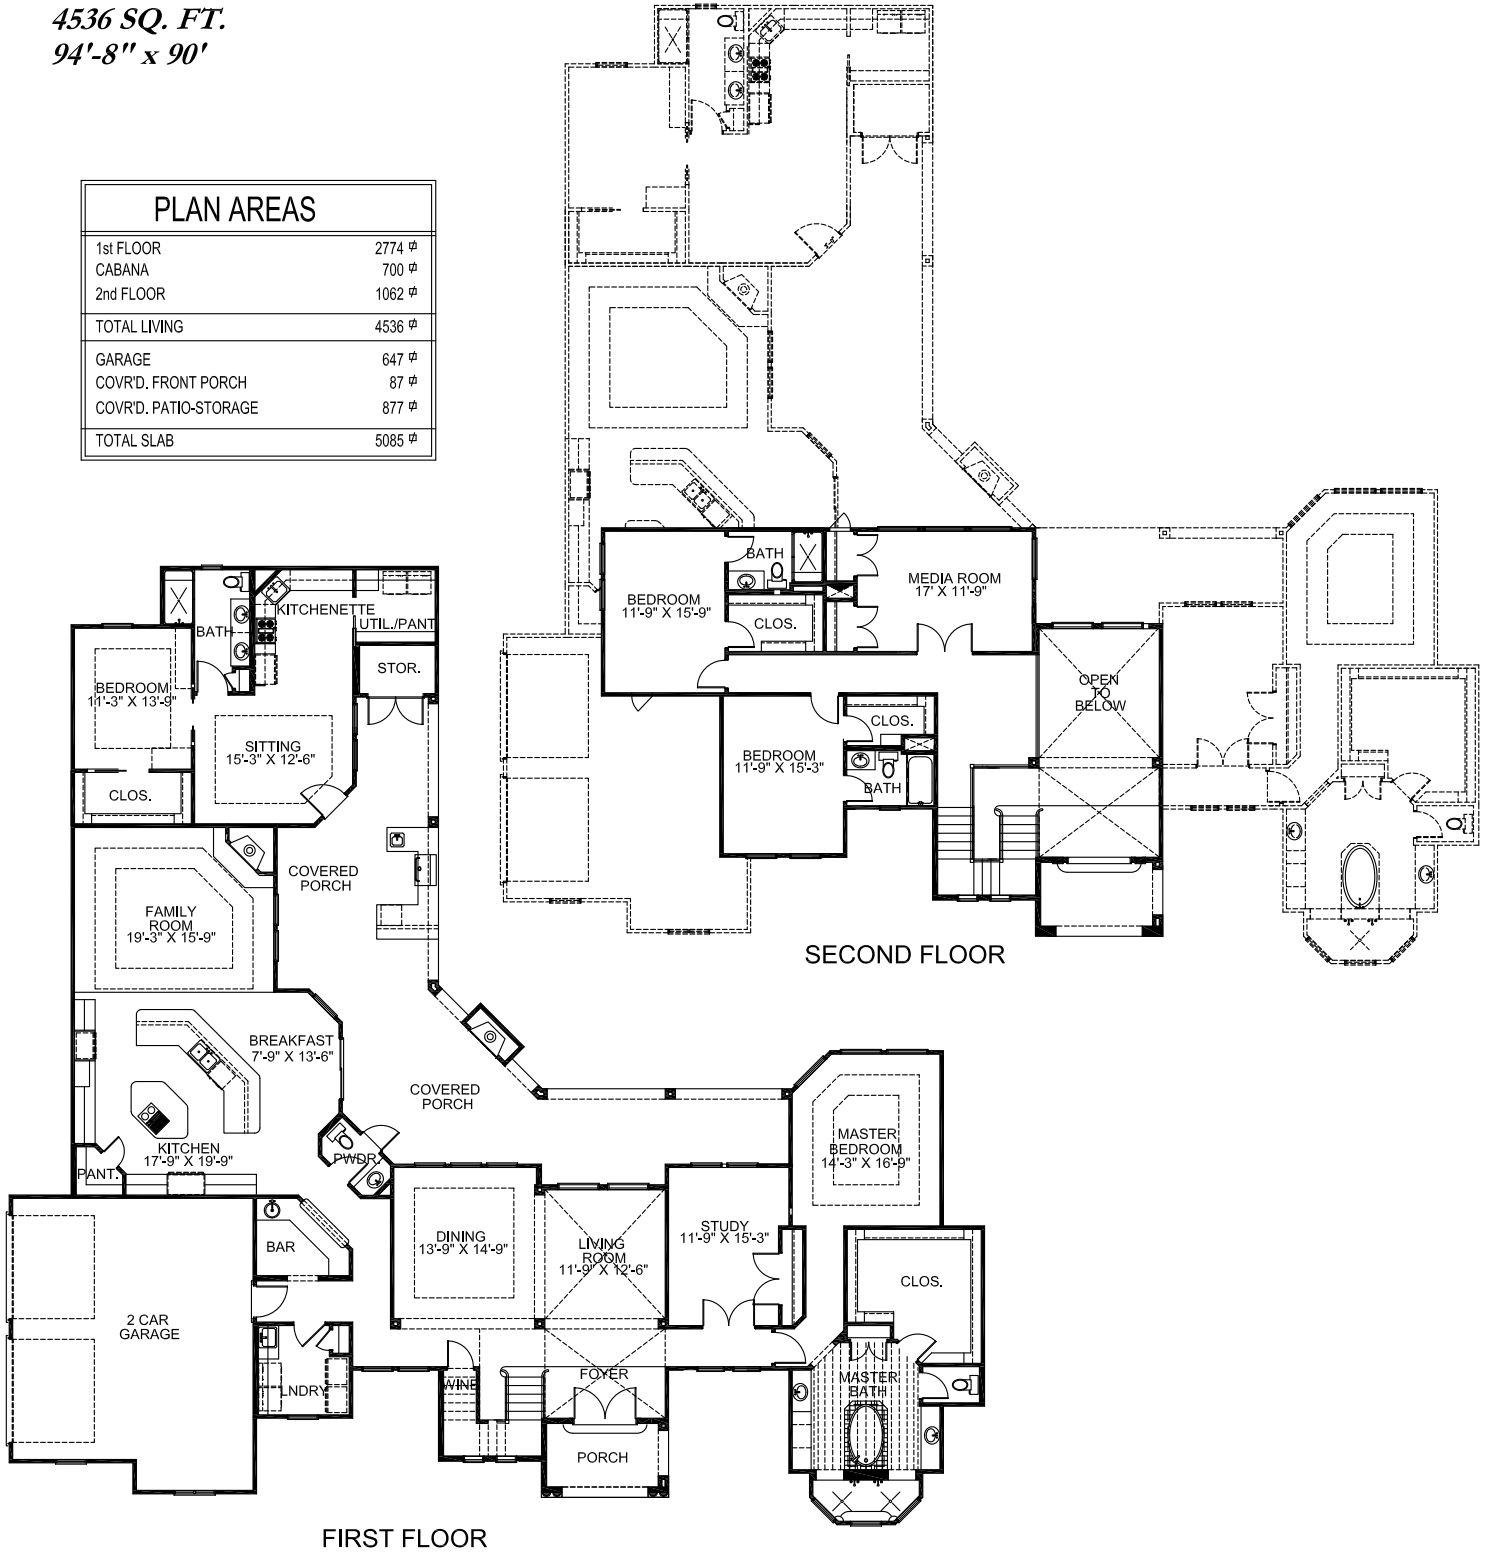 4536 SQ. FT.
94'-8" x 90'
PLAN AREAS
1st FLOOR 2774
CABANA 700
2nd FLOOR 1062
TOTAL LIVING 4536
GARAGE 647
COVR'D. FRONT PORCH 87
COVR'D. PATIO-STORAGE 877
TOTAL SLAB 5085
BATH
BEDROOM
11'-9" X 15'-9"
CLOS.
MEDIA ROOM
17' X 11'-9"
OPEN
TO
BELOW
CLOS.
BEDROOM
11'-9" X 15'-3"
BATH
SECOND FLOOR
KITCHENETTE
UTIL./PANT.
BATH
STOR.
BEDROOM
11'-3" X 13'-9"
SITTING
15'-3" X 12'-6"
CLOS.
COVERED
PORCH
FAMILY
ROOM
19'-3" X 15'-9"
BREAKFAST
7'-9" X 13'-6"
COVERED
PORCH
KITCHEN
17'-9" X 19'-9"
PANT.
PWDR.
MASTER
BEDROOM
14'-3" X 16'-9"
BAR
DINING
13'-9" X 14'-9"
LIVING
ROOM
11'-9" X 12'-6"
STUDY
11'-9" X 15'-3"
CLOS.
2 CAR
GARAGE
LNDRY
WINE
FOYER
MASTER
BATH
PORCH
FIRST FLOOR